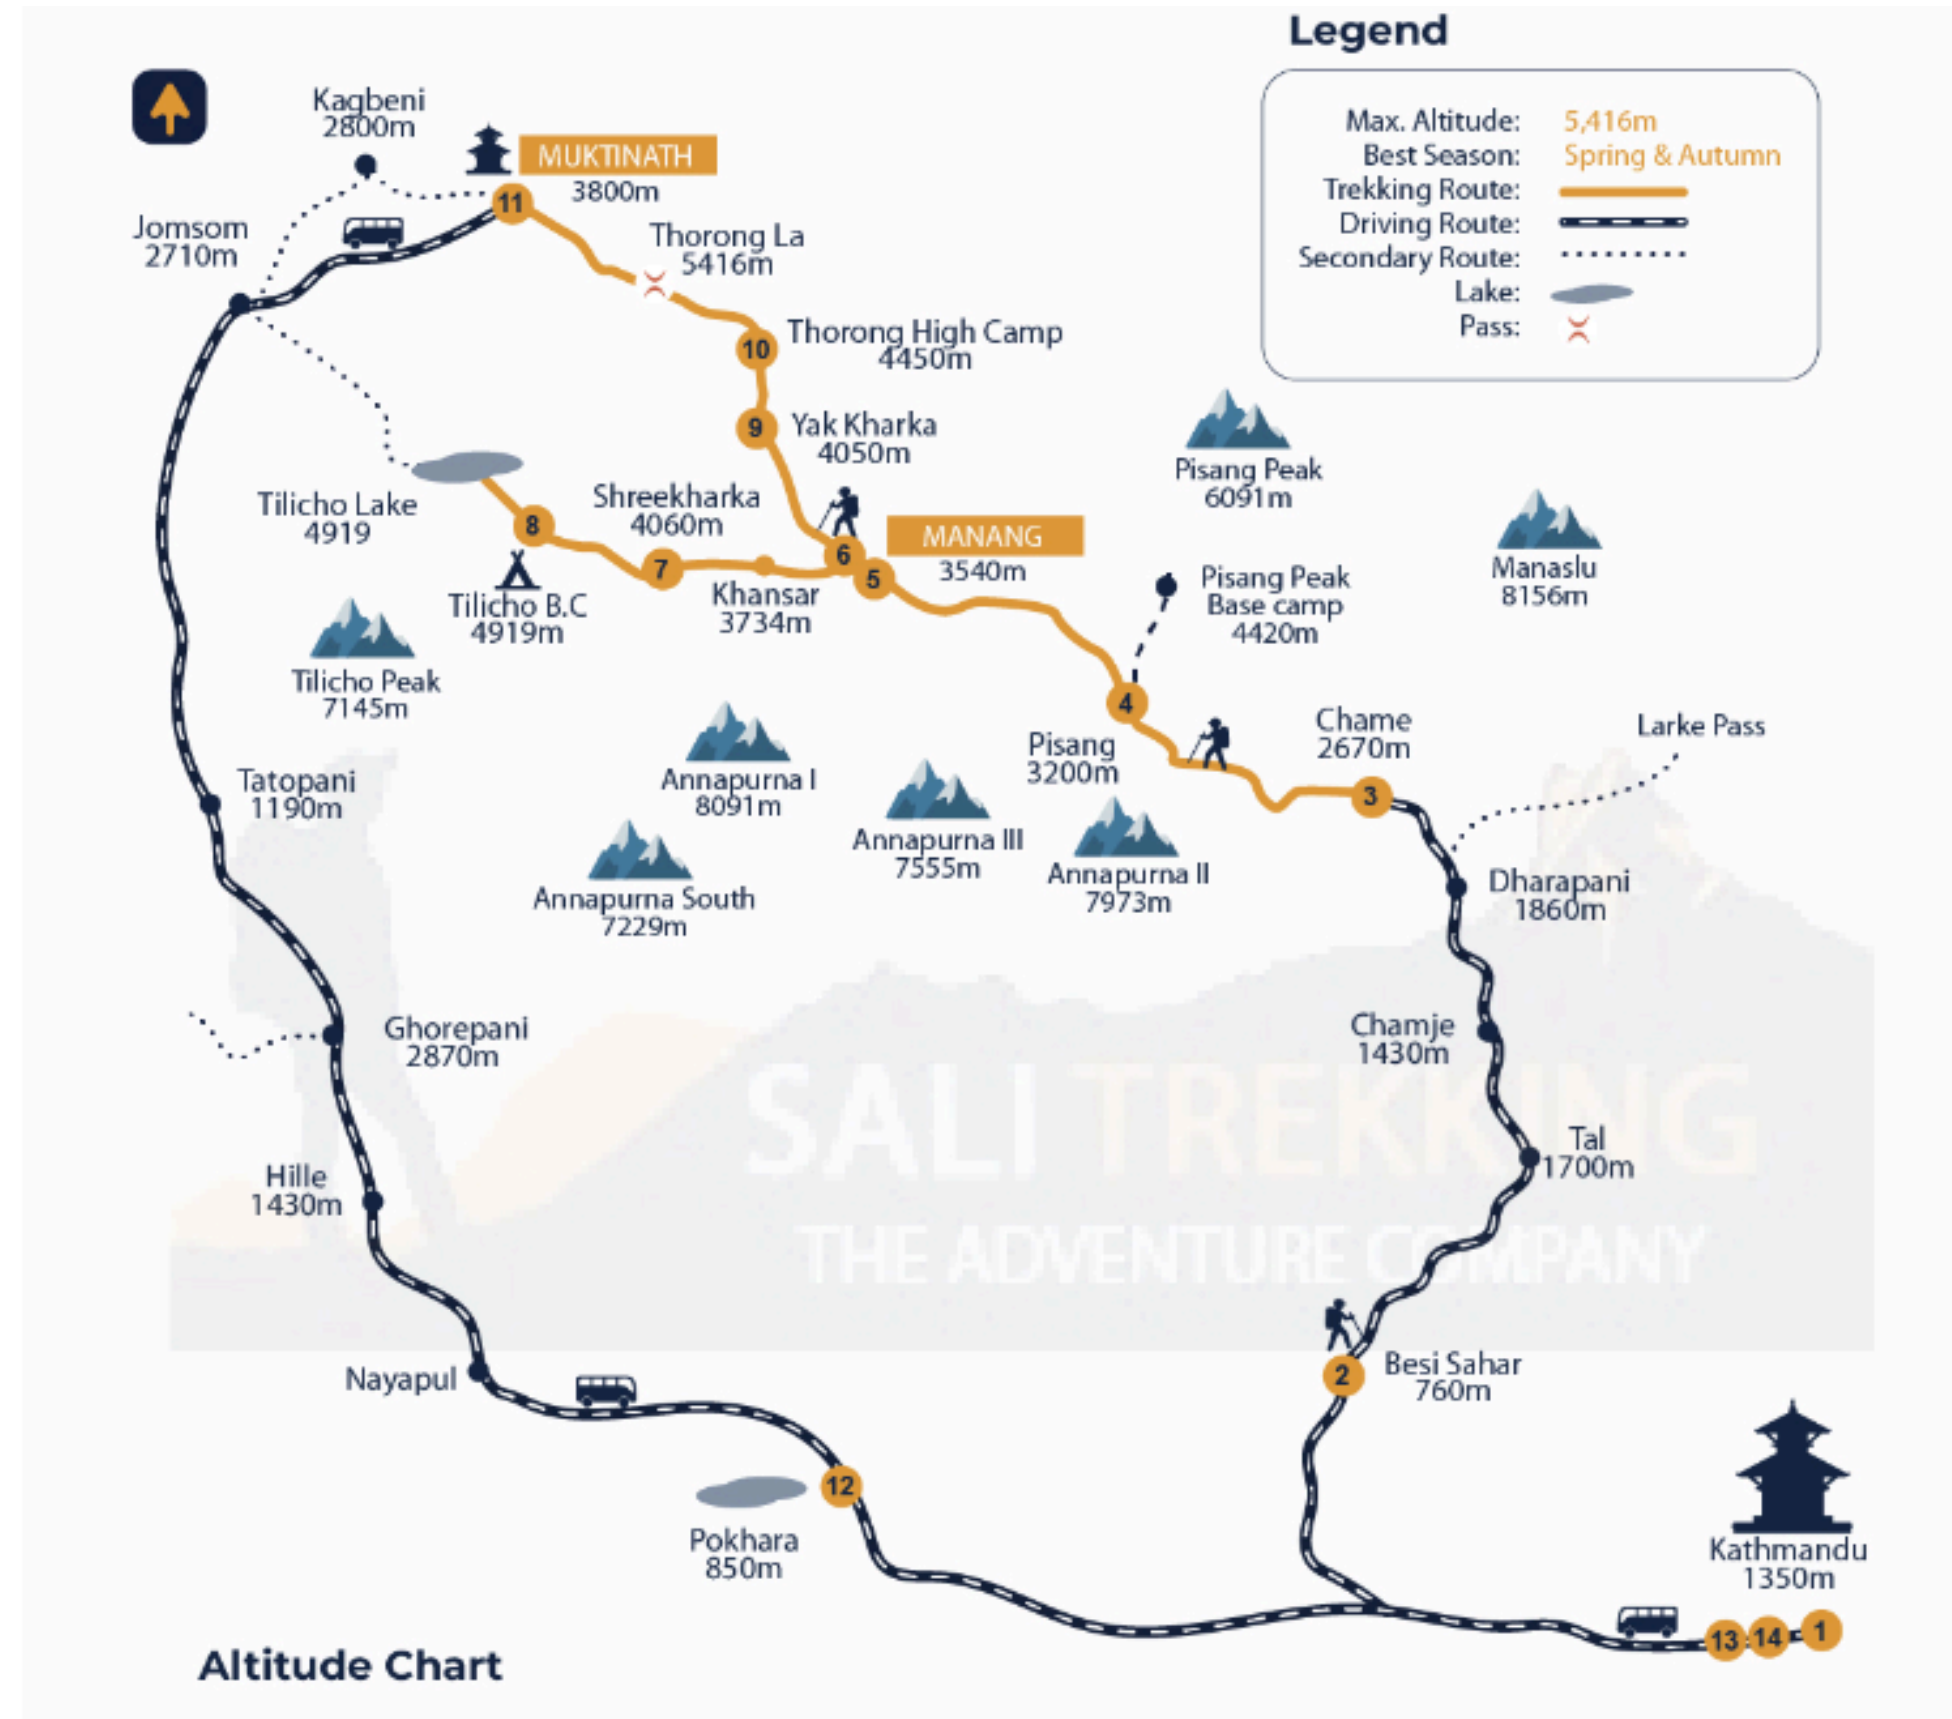 Legend
Max. Altitude: 5,416m
Best Season: Spring & Autumn
Trekking Route:
Driving Route:
Secondary Route:
Lake:
Pass:
Kagbeni
2800m
MUKTINATH
3800m
11
Jomsom
2710m
Thorong La
5416m
10
Thorong High Camp
4450m
9
Yak Kharka
4050m
Pisang Peak
6091m
Tilicho Lake
4919
8
Shreekharka
4060m
7
6
5
MANANG
3540m
Manaslu
8156m
Tilicho B.C
4919m
Khansar
3734m
Pisang Peak
Base camp
4420m
Tilicho Peak
7145m
4
Pisang
3200m
Chame
2670m
3
Larke Pass
Annapurna I
8091m
Tatopani
1190m
Annapurna III
7555m
Annapurna II
7973m
Annapurna South
7229m
Dharapani
1860m
Ghorepani
2870m
Chamje
1430m
SALI TREKKING
THE ADVENTURE COMPANY
Tal
1700m
Hille
1430m
Nayapul
2
Besi Sahar
760m
12
Pokhara
850m
Kathmandu
1350m
13 14 1
Altitude Chart